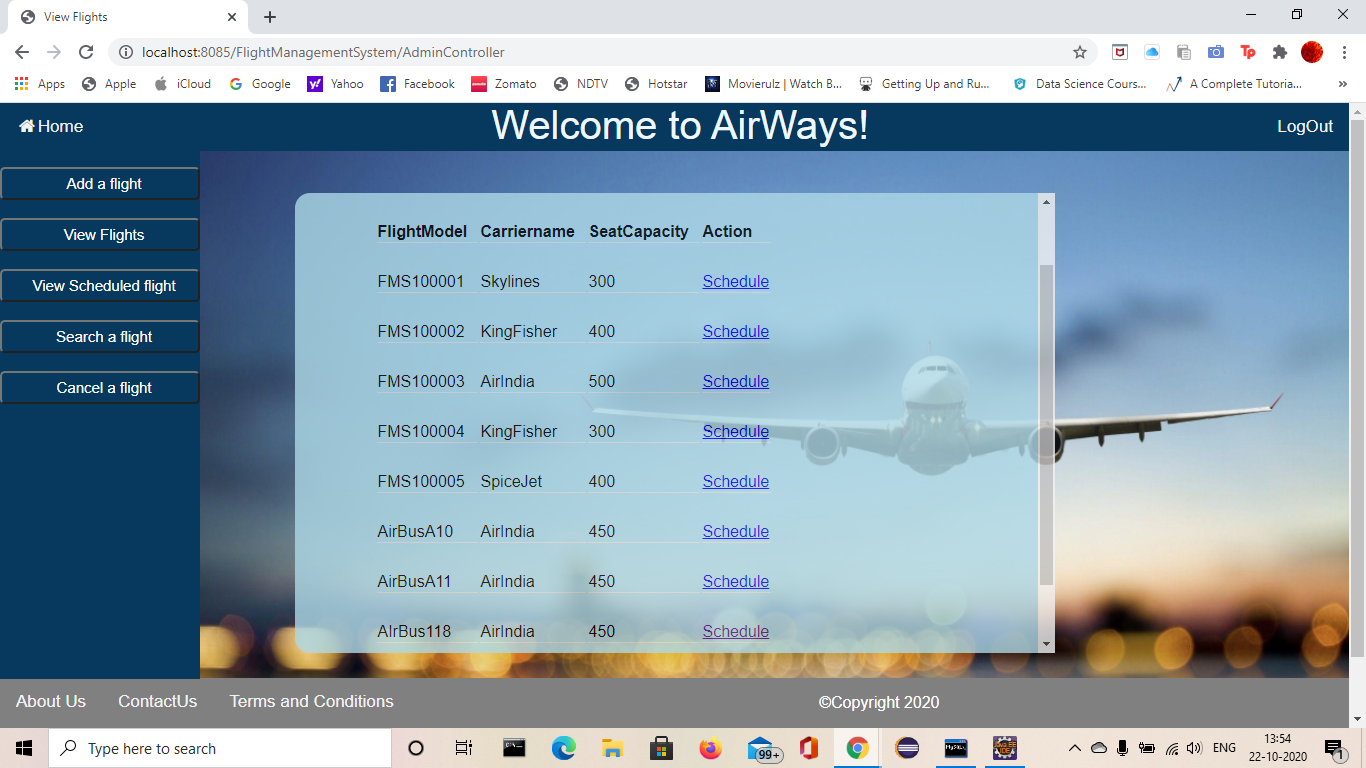 View Flights
localhost:8085/FlightManagementSystem/AdminController
Apps Apple iCloud Google Yahoo Facebook Zomato NDTV Hotstar Movierulz | Watch B... Getting Up and Ru... Data Science Cours... A Complete Tutoria... »
Home Welcome to AirWays! LogOut
Add a flight
View Flights
View Scheduled flight
Search a flight
Cancel a flight
FlightModel Carriername SeatCapacity Action
FMS100001 Skylines 300 Schedule
FMS100002 KingFisher 400 Schedule
FMS100003 AirIndia 500 Schedule
FMS100004 KingFisher 300 Schedule
FMS100005 SpiceJet 400 Schedule
AirBusA10 AirIndia 450 Schedule
AirBusA11 AirIndia 450 Schedule
AIrBus118 AirIndia 450 Schedule
About Us ContactUs Terms and Conditions ©Copyright 2020
Type here to search 99+ ENG 13:54
22-10-2020 1